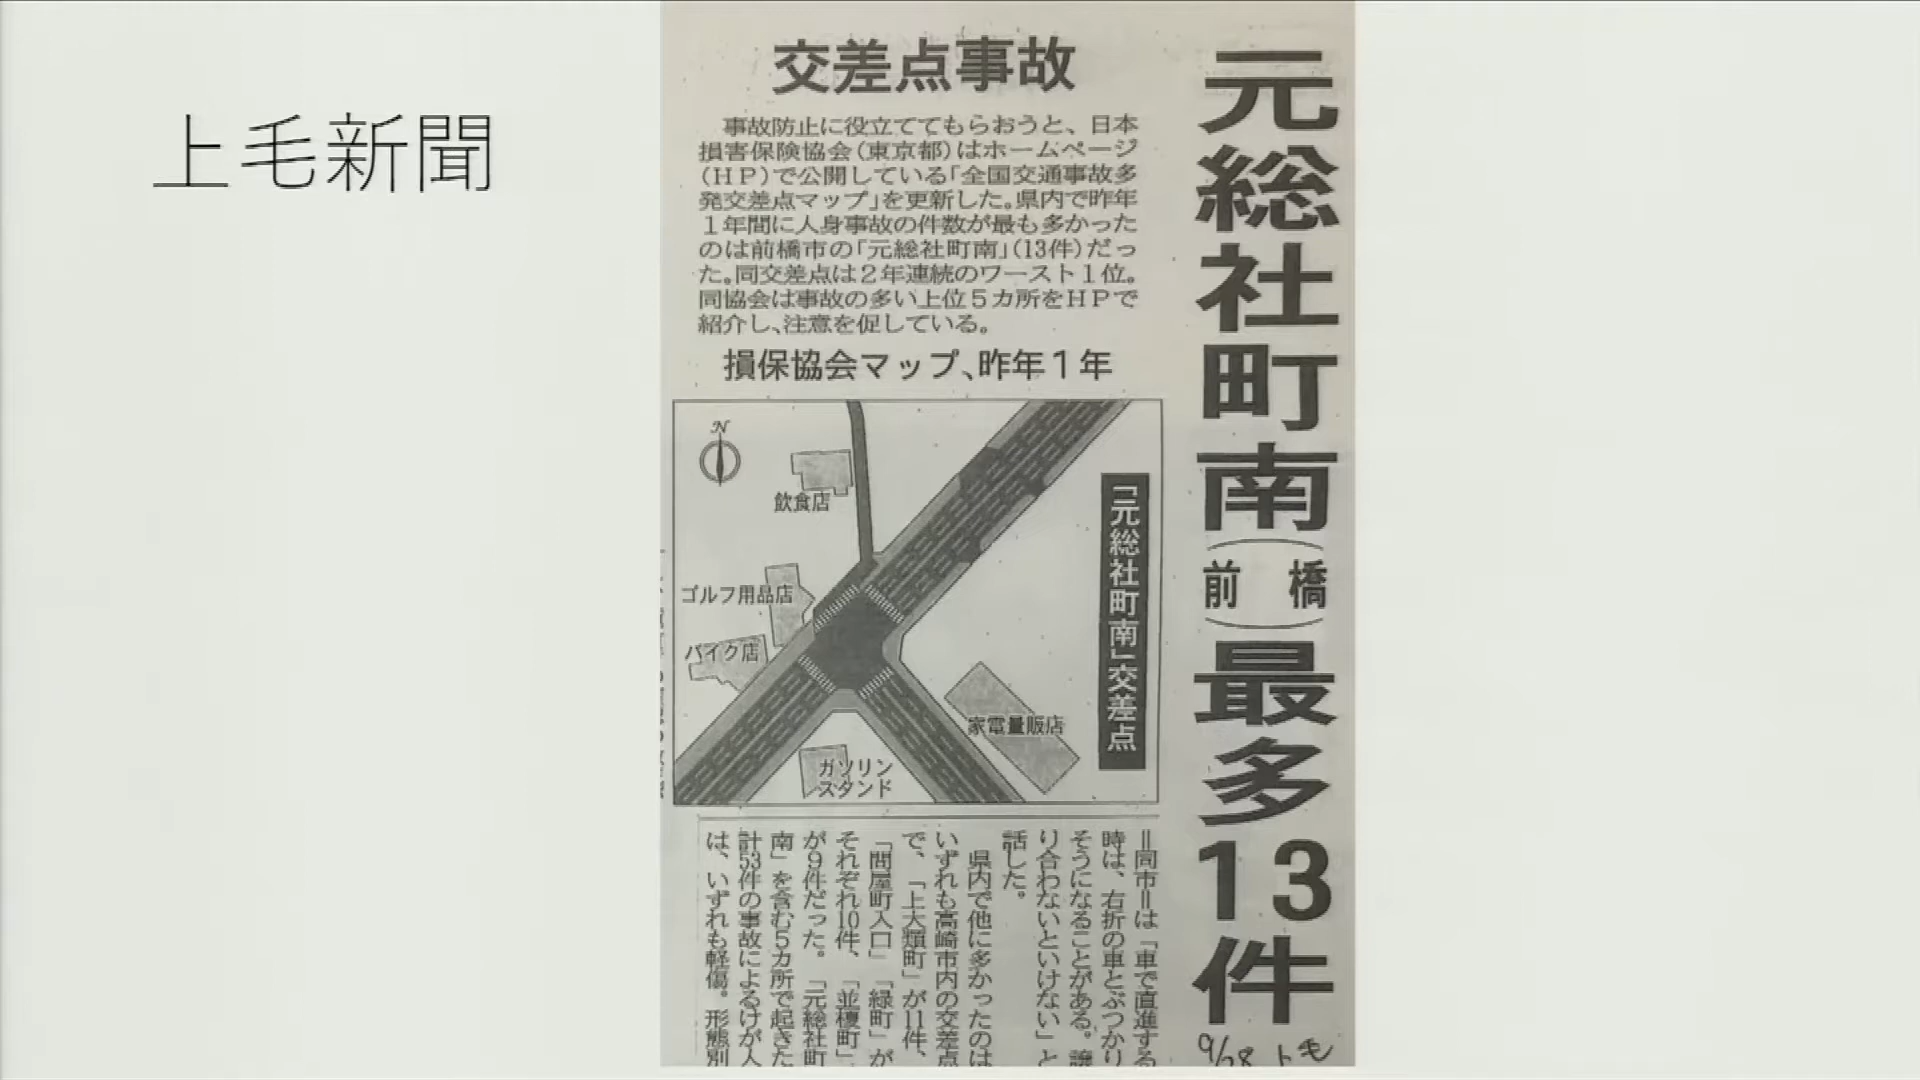 上毛新聞
元総社町南（前橋）最多13件
交差点事故
事故防止に役立ててもらおうと、日本
損害保険協会（東京都）はホームページ
（ＨＰ）で公開している「全国交通事故多
発交差点マップ」を更新した。県内で昨年
１年間に人身事故の件数が最も多かった
のは前橋市の「元総社町南」（13件）だっ
た。同交差点は２年連続のワースト１位。
同協会は事故の多い上位５カ所をＨＰで
紹介し、注意を促している。
損保協会マップ、昨年１年
N
飲食店
ゴルフ用品店
バイク店
ガソリン
スタンド
家電量販店
「元総社町南」交差点
＝同市＝は「車で直進する
時は、右折の車とぶつかり
そうになることがある。譲
り合わないといけない」と
話した。
県内で他に多かったのは
いずれも高崎市内の交差点
で、「上大類町」が11件、
「問屋町入口」「緑町」が
それぞれ10件、「並榎町」
が９件だった。「元総社町
南」を含む５カ所で起きた
計53件の事故によるけが人
は、いずれも軽傷。形態別
9/28 上毛